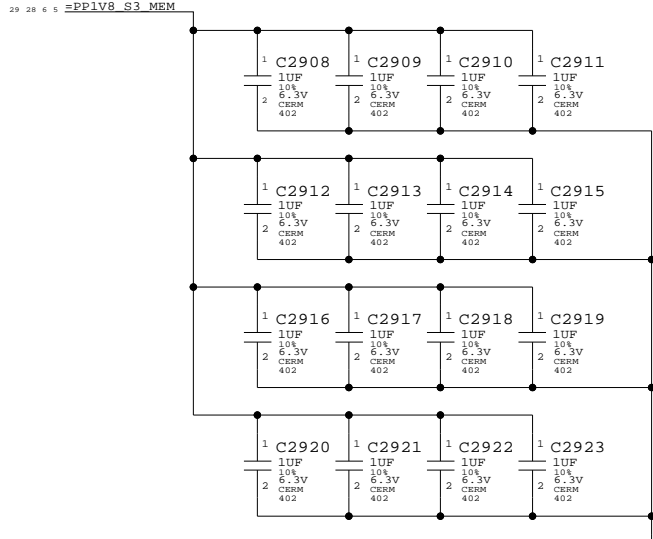 29 28 6 5 =PP1V8_S3_MEM
1 C2908 1 C2909 1 C2910 1 C2911
1UF 1UF 1UF 1UF
10% 10% 10% 10%
2 6.3V 2 6.3V 2 6.3V 2 6.3V
CERM CERM CERM CERM
402 402 402 402
1 C2912 1 C2913 1 C2914 1 C2915
1UF 1UF 1UF 1UF
10% 10% 10% 10%
2 6.3V 2 6.3V 2 6.3V 2 6.3V
CERM CERM CERM CERM
402 402 402 402
1 C2916 1 C2917 1 C2918 1 C2919
1UF 1UF 1UF 1UF
10% 10% 10% 10%
2 6.3V 2 6.3V 2 6.3V 2 6.3V
CERM CERM CERM CERM
402 402 402 402
1 C2920 1 C2921 1 C2922 1 C2923
1UF 1UF 1UF 1UF
10% 10% 10% 10%
2 6.3V 2 6.3V 2 6.3V 2 6.3V
CERM CERM CERM CERM
402 402 402 402